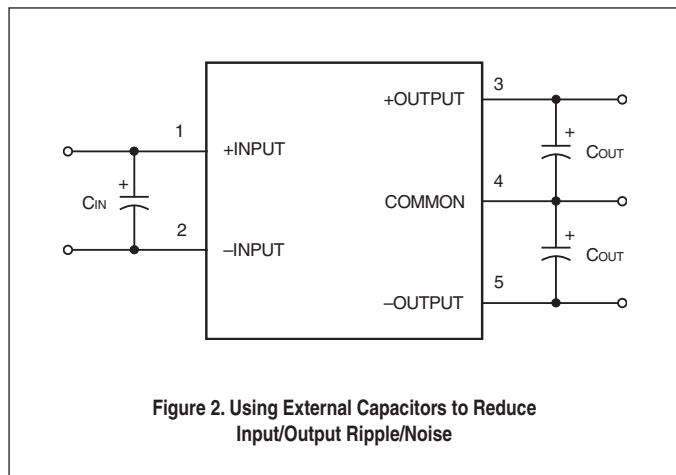 3
+OUTPUT
1
+INPUT
+
COUT
+
CIN
4
COMMON
2
–INPUT
+
COUT
5
–OUTPUT
Figure 2. Using External Capacitors to Reduce
Input/Output Ripple/Noise